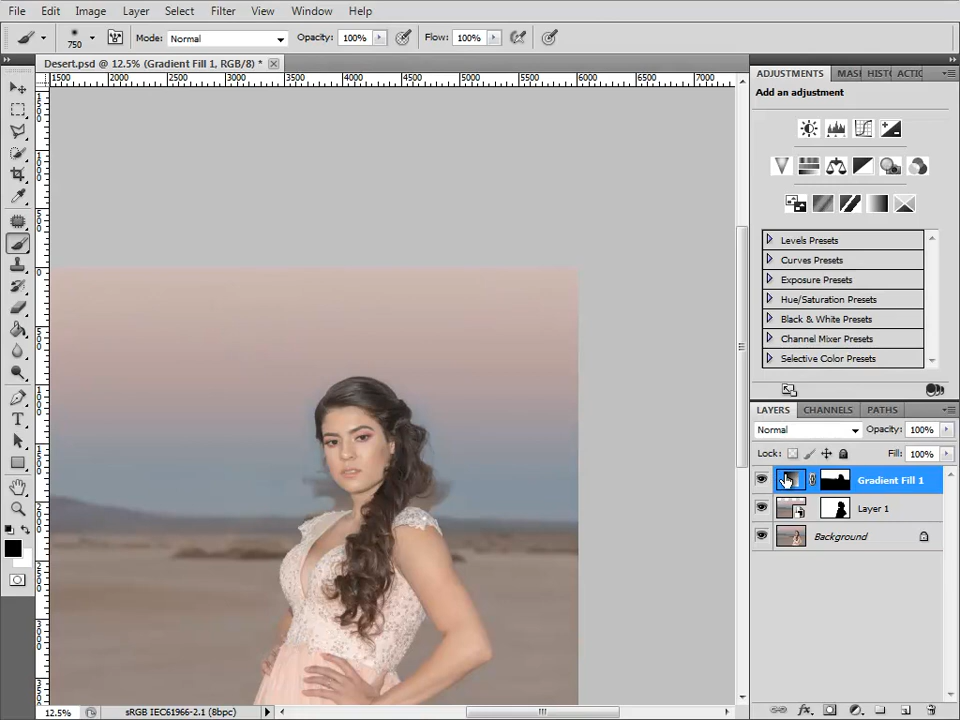 File Edit Image Layer Select Filter View Window Help
750 Mode: Normal Opacity: 100% Flow: 100%
Desert.psd @ 12.5% (Gradient Fill 1, RGB/8) *
1500 2000 2500 3000 3500 4000 4500 5000 5500 6000 6500 7000
ADJUSTMENTS MAS HIST ACTIC
Add an adjustment
Levels Presets
Curves Presets
Exposure Presets
Hue/Saturation Presets
Black & White Presets
Channel Mixer Presets
Selective Color Presets
LAYERS CHANNELS PATHS
Normal Opacity: 100%
Lock: Fill: 100%
Gradient Fill 1
Layer 1
Background
12.5% sRGB IEC61966-2.1 (8bpc)